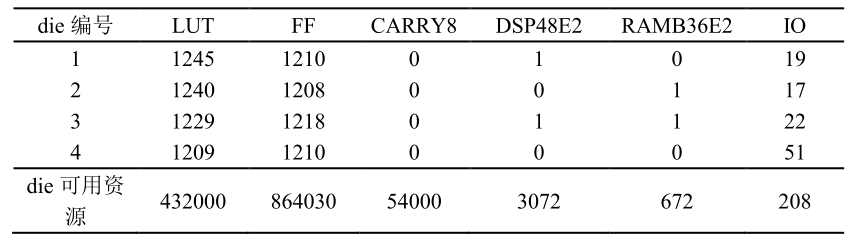 die 编号 LUT FF CARRY8 DSP48E2 RAMB36E2 IO
1 1245 1210 0 1 0 19
2 1240 1208 0 0 1 17
3 1229 1218 0 1 1 22
4 1209 1210 0 0 0 51
die 可用资
源 432000 864030 54000 3072 672 208